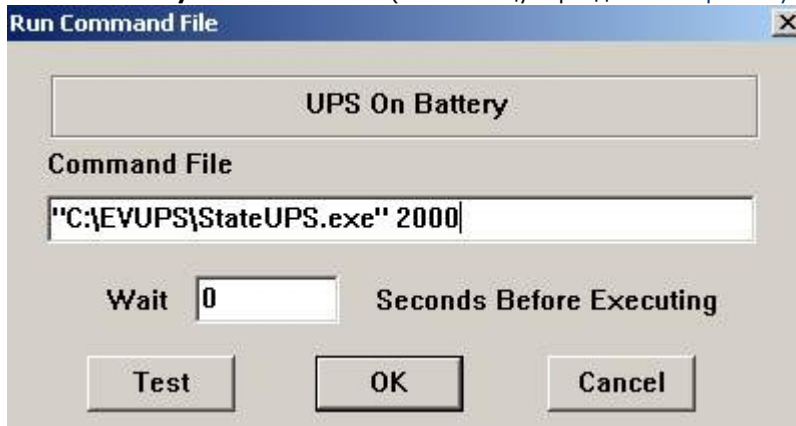 Run Command File
UPS On Battery
Command File
"C:\EVUPS\StateUPS.exe" 2000
Wait 0 Seconds Before Executing
Test OK Cancel